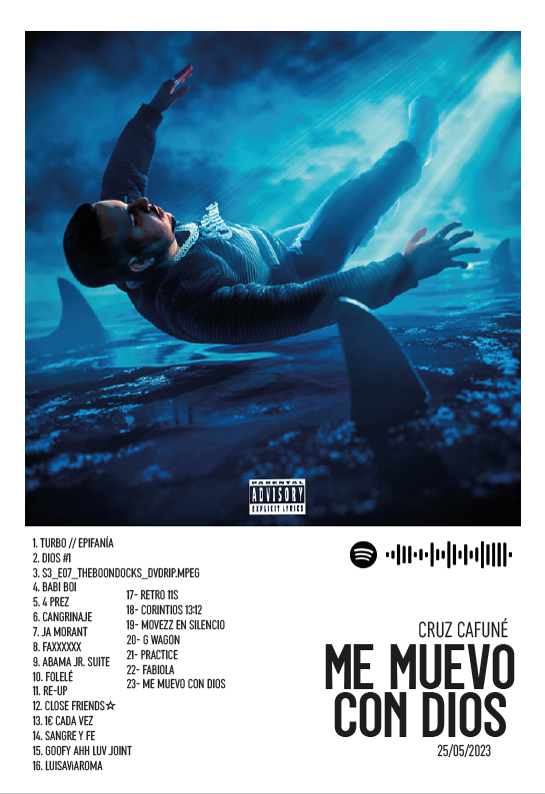 PARENTAL
ADVISORY
EXPLICIT LYRICS
1. TURBO // EPIFANÍA
2. DIOS #1
3. S3_E07_THEBOONDOCKS_DVDRIP.MPEG
4. BABI BOI
5. 4 PREZ
6. CANGRINAJE
7. JA MORANT
8. FAXXXXXX
9. ABAMA JR. SUITE
10. FOLELÉ
11. RE-UP
12. CLOSE FRIENDS☆
13. 1€ CADA VEZ
14. SANGRE Y FE
15. GOOFY AHH LUV JOINT
16. LUISAViAROMA
17- RETRO 11S
18- CORINTIOS 13:12
19- MOVEZZ EN SILENCIO
20- G WAGON
21- PRACTICE
22- FABIOLA
23- ME MUEVO CON DIOS
CRUZ CAFUNÉ
ME MUEVO
CON DIOS
25/05/2023